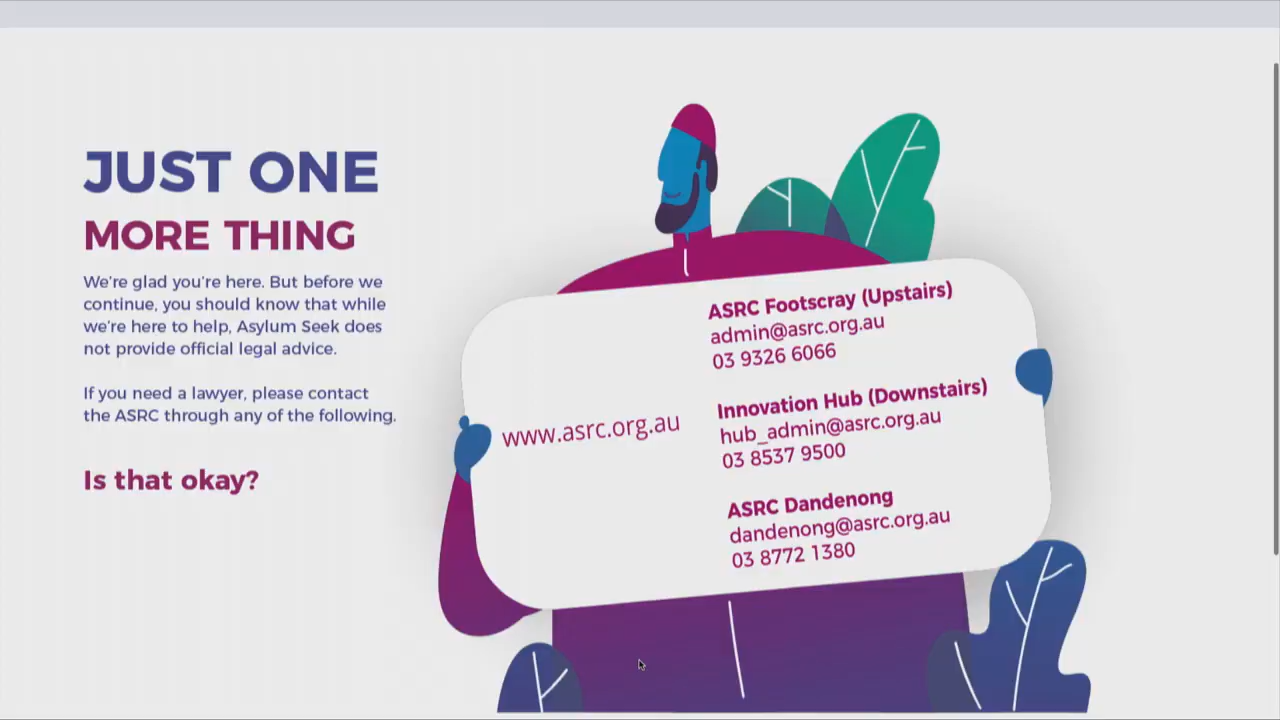 JUST ONE
MORE THING
We're glad you're here. But before we
continue, you should know that while
we're here to help, Asylum Seek does
not provide official legal advice.
If you need a lawyer, please contact
the ASRC through any of the following.
Is that okay?
www.asrc.org.au
ASRC Footscray (Upstairs)
admin@asrc.org.au
03 9326 6066
Innovation Hub (Downstairs)
hub_admin@asrc.org.au
03 8537 9500
ASRC Dandenong
dandenong@asrc.org.au
03 8772 1380